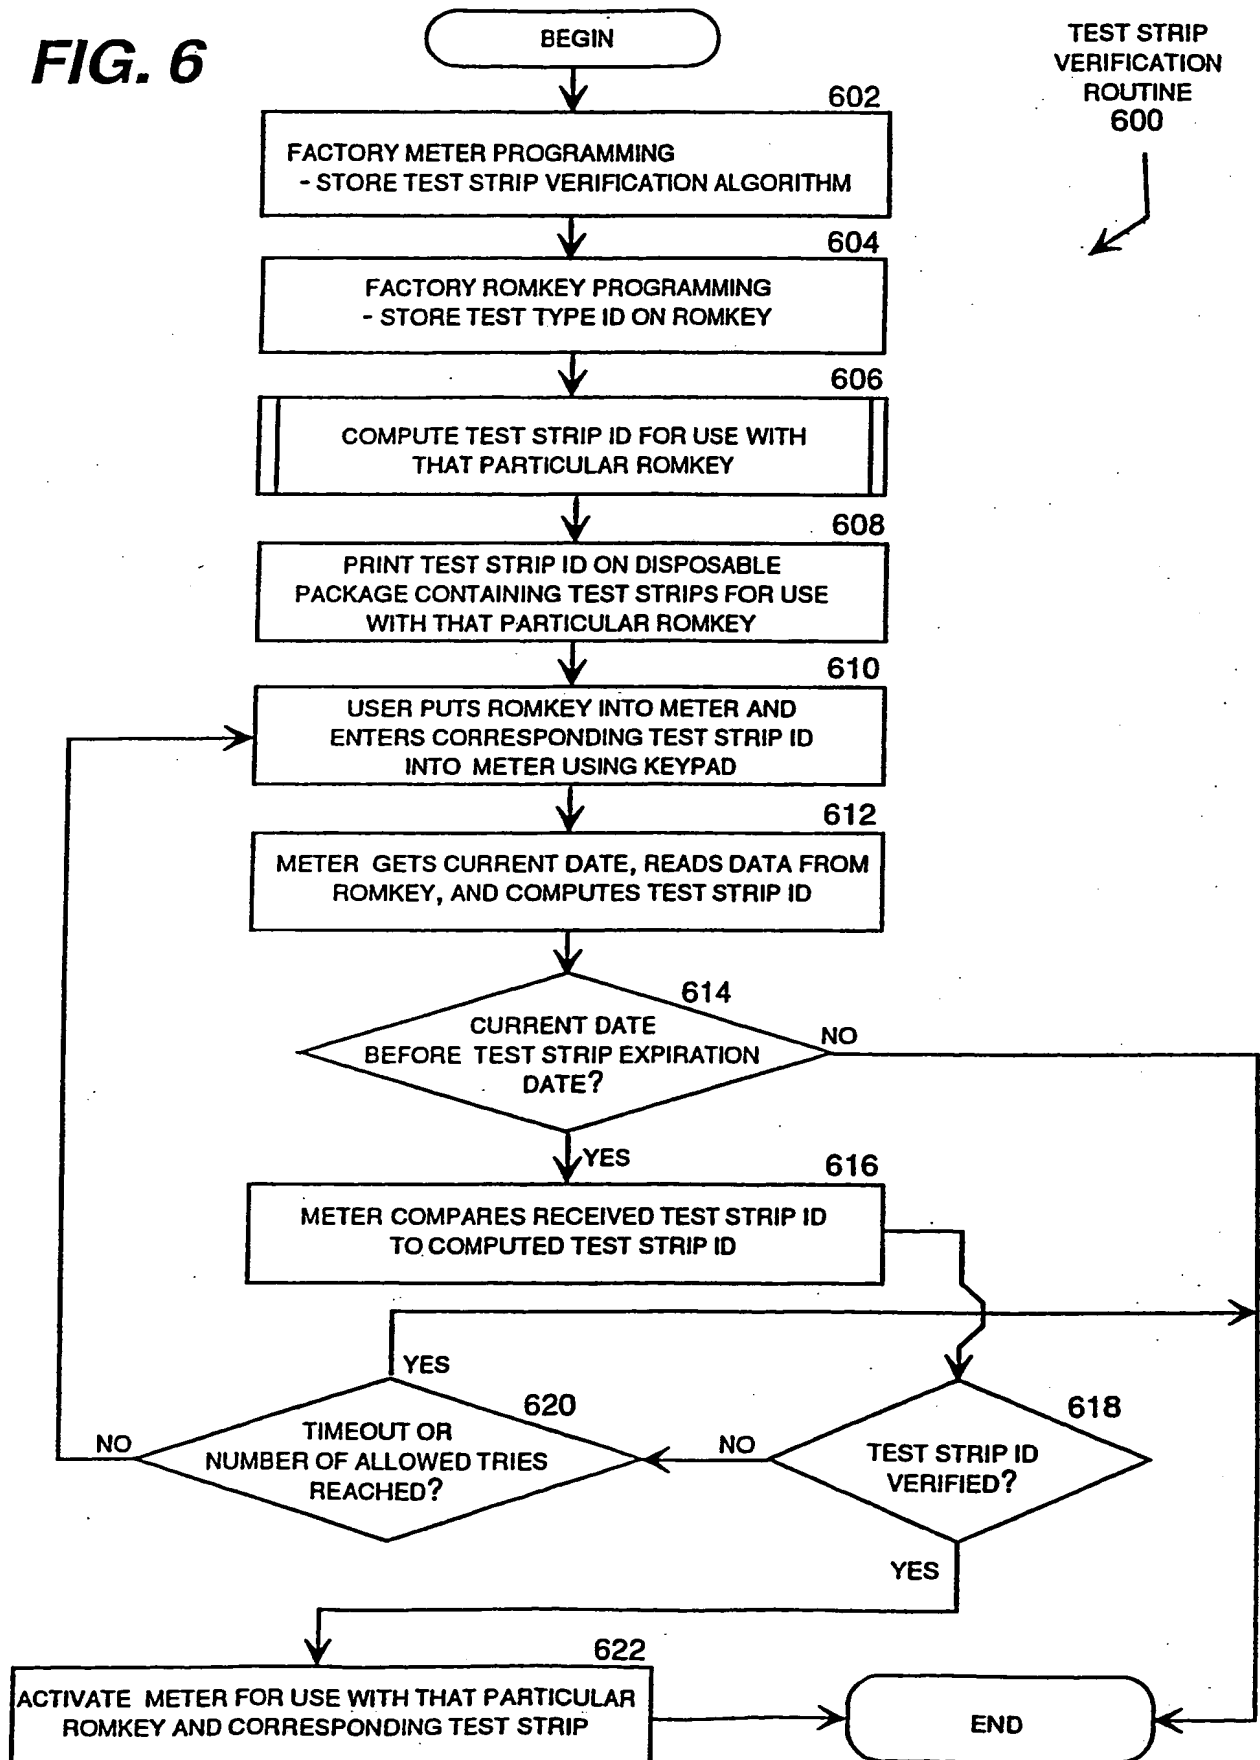 FIG. 6
BEGIN
TEST STRIP
VERIFICATION
ROUTINE
600
602
FACTORY METER PROGRAMMING
- STORE TEST STRIP VERIFICATION ALGORITHM
604
FACTORY ROMKEY PROGRAMMING
- STORE TEST TYPE ID ON ROMKEY
606
COMPUTE TEST STRIP ID FOR USE WITH
THAT PARTICULAR ROMKEY
608
PRINT TEST STRIP ID ON DISPOSABLE
PACKAGE CONTAINING TEST STRIPS FOR USE
WITH THAT PARTICULAR ROMKEY
610
USER PUTS ROMKEY INTO METER AND
ENTERS CORRESPONDING TEST STRIP ID
INTO METER USING KEYPAD
612
METER GETS CURRENT DATE, READS DATA FROM
ROMKEY, AND COMPUTES TEST STRIP ID
614
CURRENT DATE
BEFORE TEST STRIP EXPIRATION
DATE?
NO
YES
616
METER COMPARES RECEIVED TEST STRIP ID
TO COMPUTED TEST STRIP ID
YES
620
TIMEOUT OR
NUMBER OF ALLOWED TRIES
REACHED?
NO
NO
618
TEST STRIP ID
VERIFIED?
YES
622
ACTIVATE METER FOR USE WITH THAT PARTICULAR
ROMKEY AND CORRESPONDING TEST STRIP
END